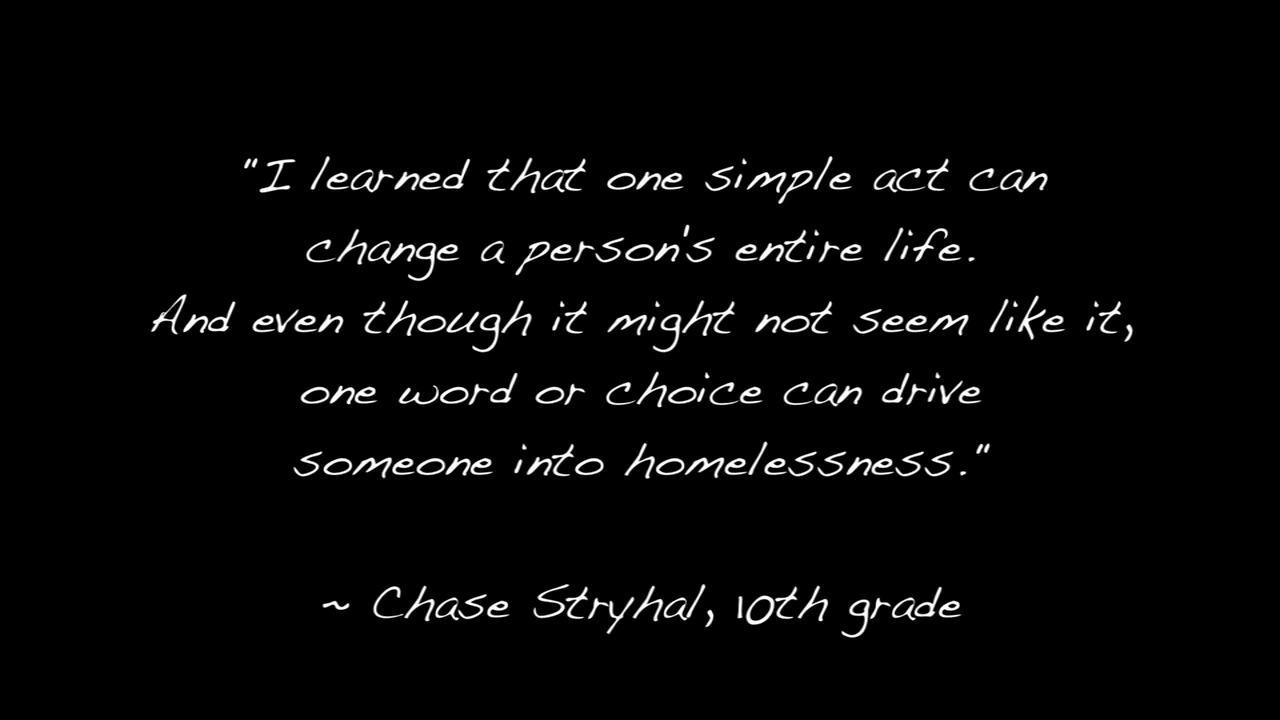 "I learned that one simple act can
change a person's entire life.
And even though it might not seem like it,
one word or choice can drive
someone into homelessness."
~ Chase Stryhal, 10th grade